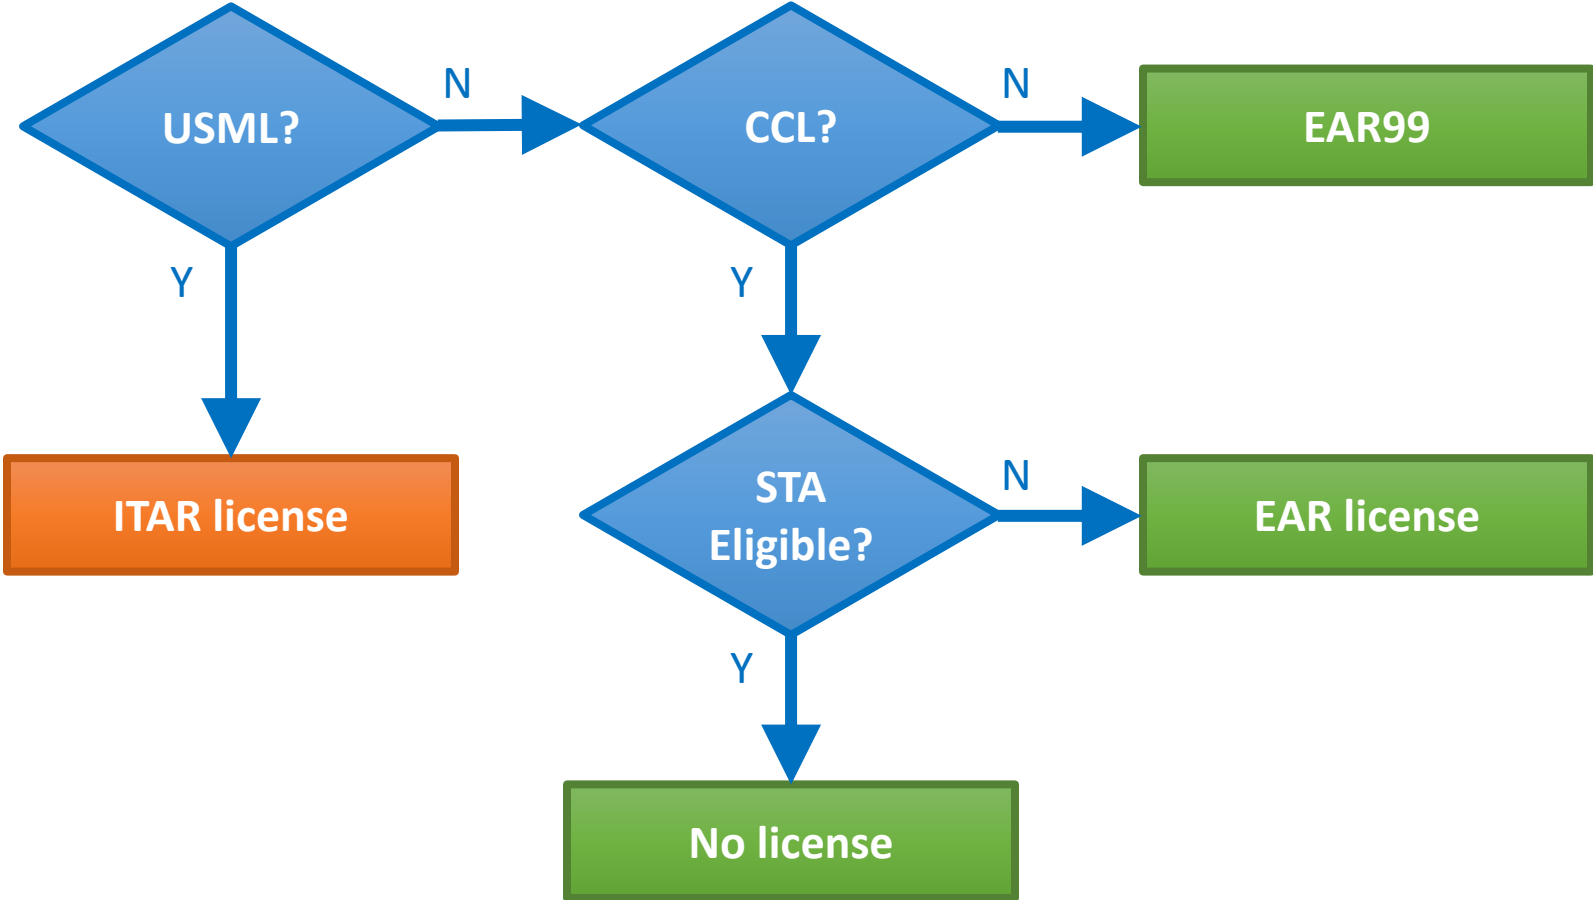 USML?
N
CCL?
N
EAR99
Y
Y
ITAR license
STA
Eligible?
N
EAR license
Y
No license